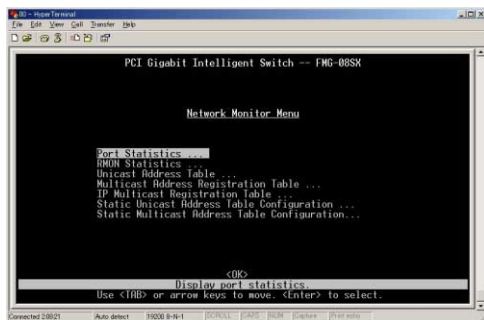 80 - HyperTerminal
File Edit View Call Transfer Help
PCI Gigabit Intelligent Switch -- FMG-08SX
Network Monitor Menu
Port Statistics ...
RMON Statistics ...
Unicast Address Table ...
Multicast Address Registration Table ...
IP Multicast Registration Table ...
Static Unicast Address Table Configuration ...
Static Multicast Address Table Configuration...
<OK>
Display port statistics.
Use <TAB> or arrow keys to move. <Enter> to select.
Connected Auto detect 19200 8-N-1 SCROLL CAPS NUM Capture Print echo